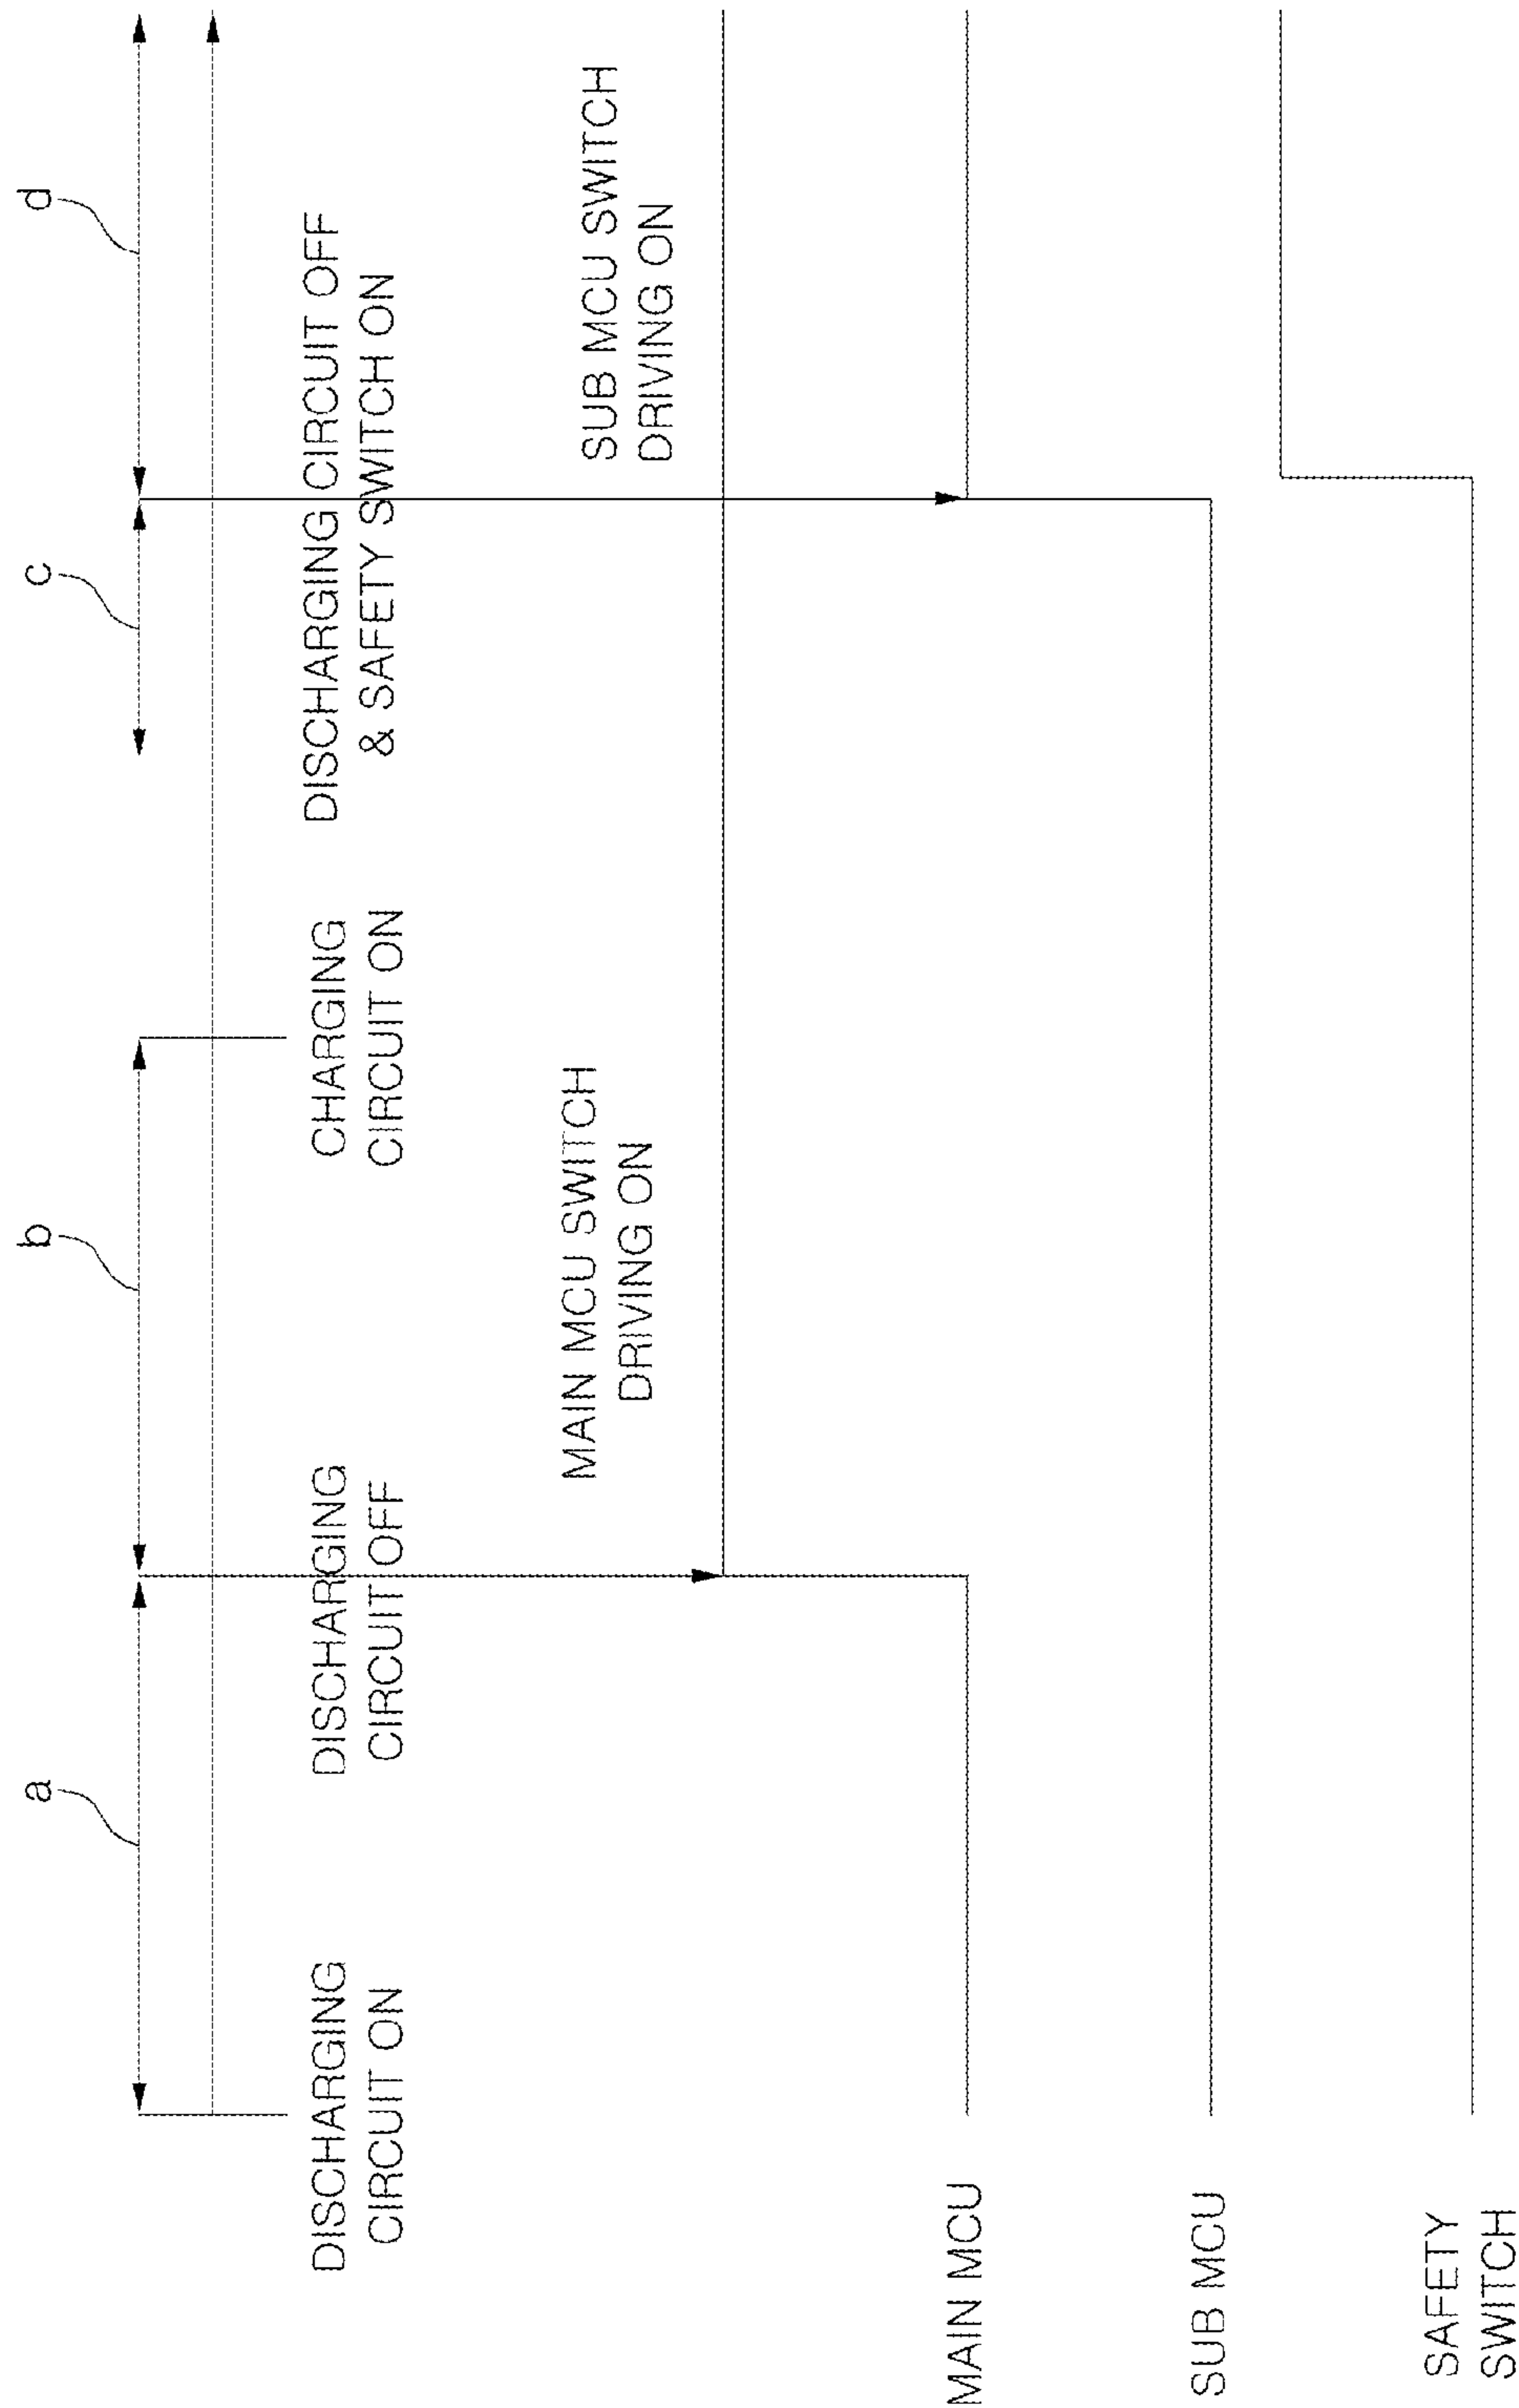 a
b
c
d
DISCHARGING
CIRCUIT ON
DISCHARGING
CIRCUIT OFF
CHARGING
CIRCUIT ON
DISCHARGING CIRCUIT OFF
& SAFETY SWITCH ON
MAIN MCU SWITCH
DRIVING ON
SUB MCU SWITCH
DRIVING ON
MAIN MCU
SUB MCU
SAFETY
SWITCH